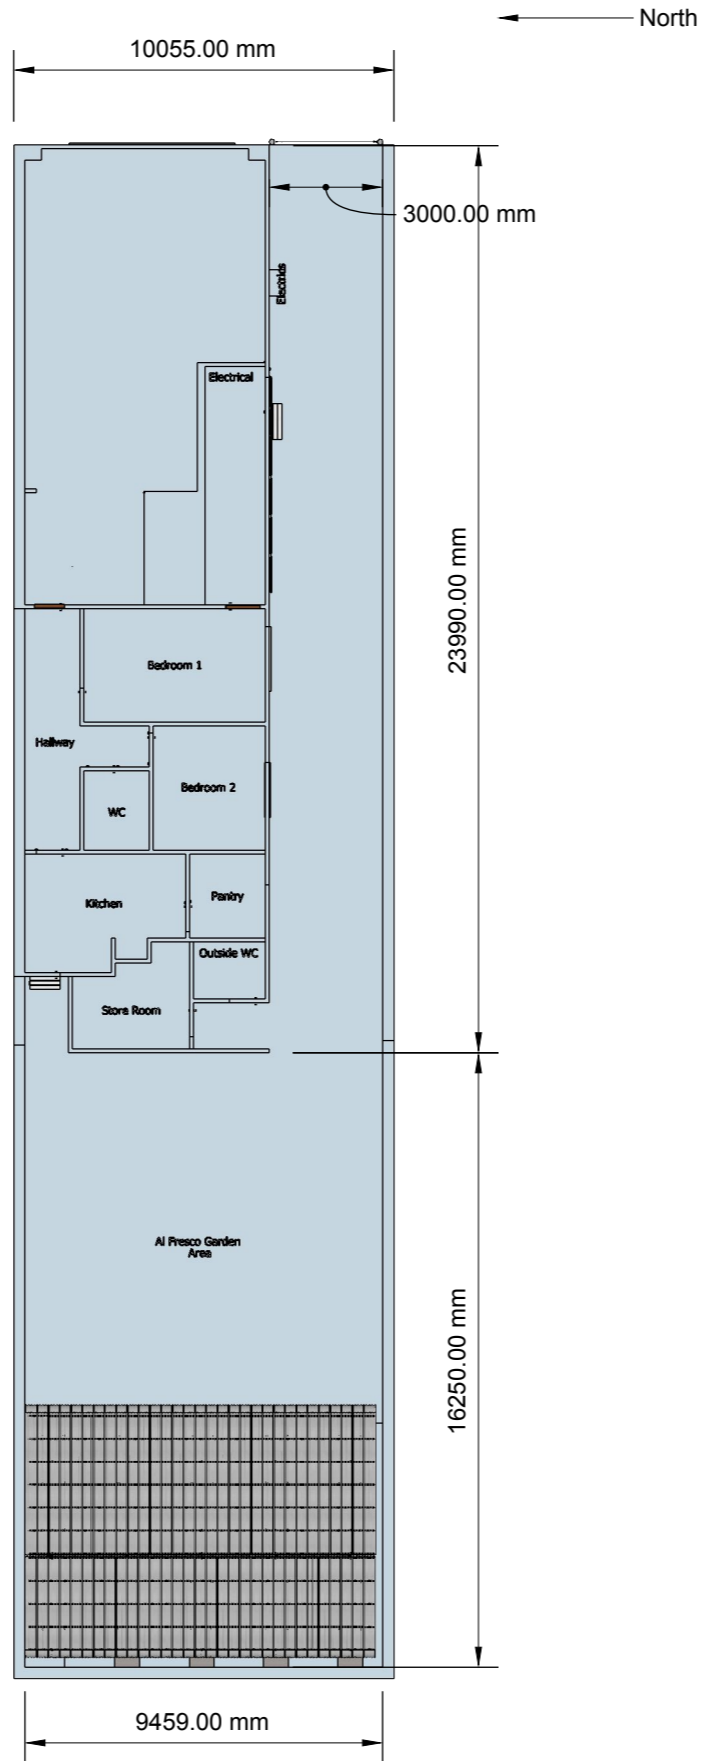 North
10055.00 mm
3000.00 mm
Electrics
Electrical
23990.00 mm
Bedroom 1
Hallway
Bedroom 2
WC
Kitchen
Pantry
Outside WC
Store Room
Al Fresco Garden
Area
16250.00 mm
9459.00 mm